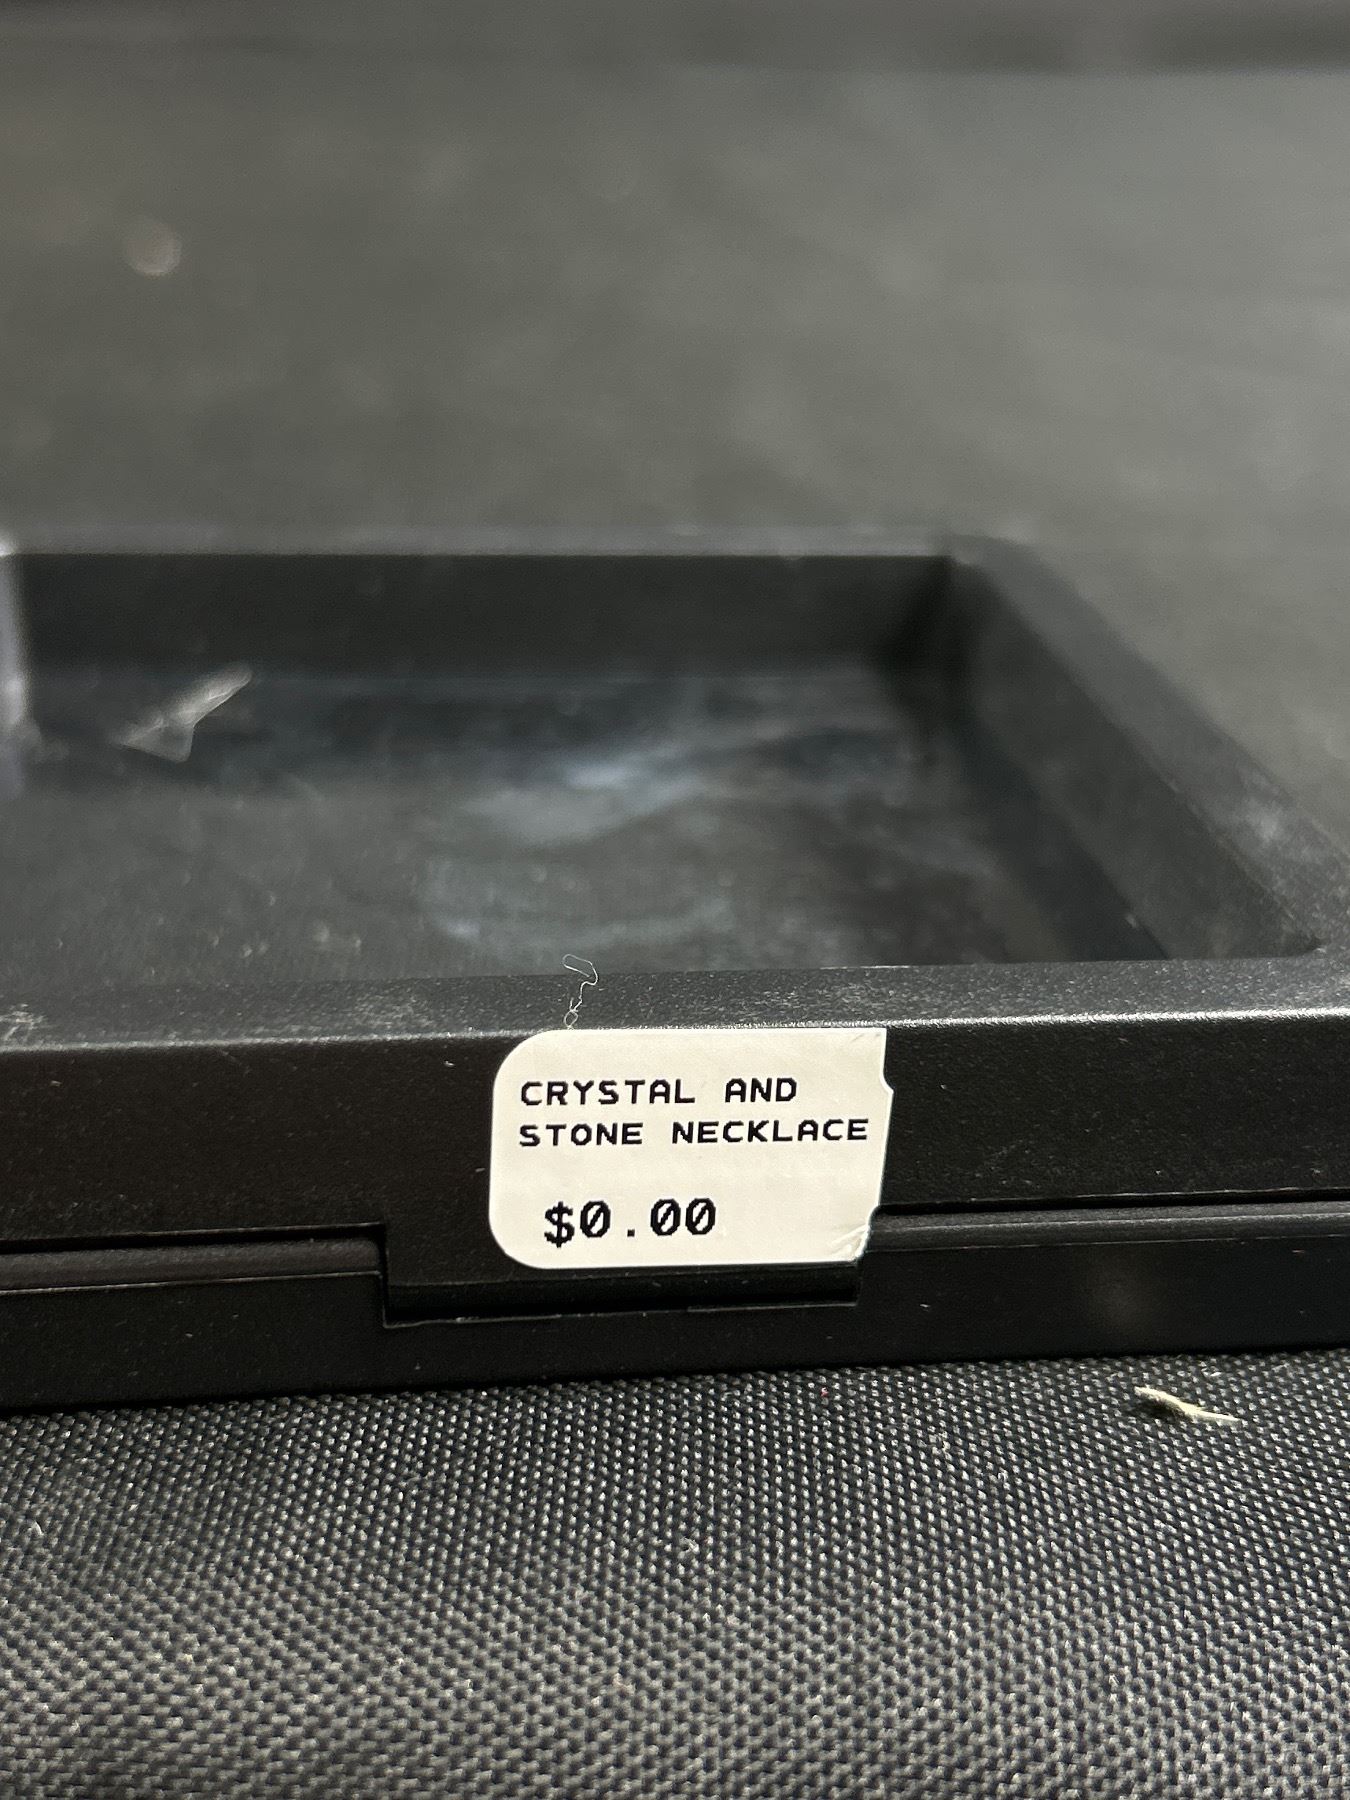 CRYSTAL AND
STONE NECKLACE
$0.00